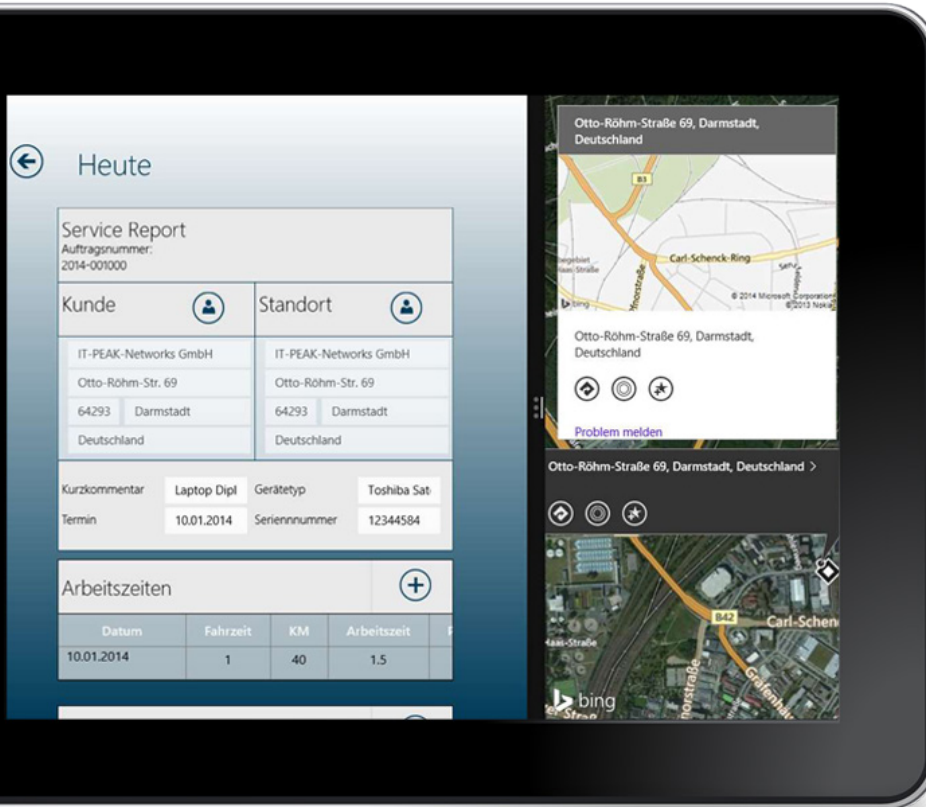 Heute
Service Report
Auftragsnummer:
2014-001000
Kunde
Standort
IT-PEAK-Networks GmbH
Otto-Röhm-Str. 69
64293 Darmstadt
Deutschland
IT-PEAK-Networks GmbH
Otto-Röhm-Str. 69
64293 Darmstadt
Deutschland
Kurzkommentar Laptop Dipl Gerätetyp Toshiba Sat
Termin 10.01.2014 Seriennnummer 12344584
Arbeitszeiten
Datum Fahrzeit KM Arbeitszeit
10.01.2014 1 40 1.5
Otto-Röhm-Straße 69, Darmstadt,
Deutschland
B3
Carl-Schenck-Ring
bing
© 2014 Microsoft Corporation
© 2013 Nokia
Otto-Röhm-Straße 69, Darmstadt,
Deutschland
Problem melden
Otto-Röhm-Straße 69, Darmstadt, Deutschland >
B42
Carl-Schen
Haas-Straße
bing